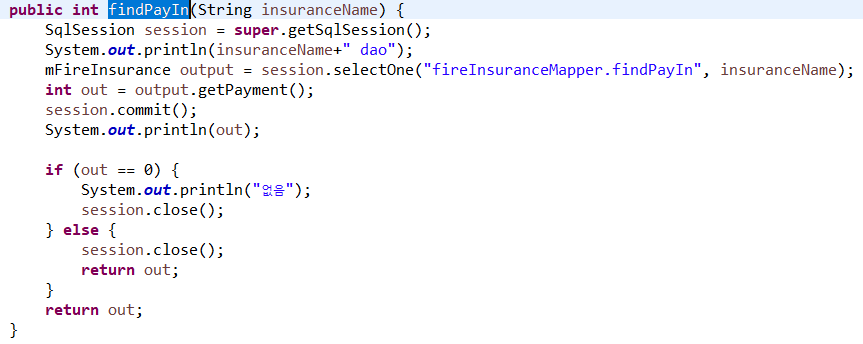 public int findPayIn(String insuranceName) {
    SqlSession session = super.getSqlSession();
    System.out.println(insuranceName+" dao");
    mFireInsurance output = session.selectOne("fireInsuranceMapper.findPayIn", insuranceName);
    int out = output.getPayment();
    session.commit();
    System.out.println(out);
    if (out == 0) {
        System.out.println("없음");
        session.close();
    } else {
        session.close();
        return out;
    }
    return out;
}